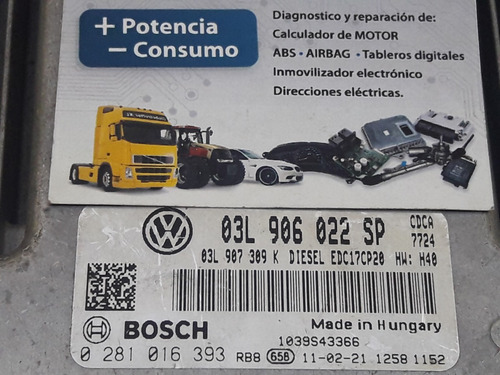 + Potencia
− Consumo
Diagnostico y reparación de:
Calculador de MOTOR
ABS • AIRBAG • Tableros digitales
Inmovilizador electrónico
Direcciones eléctricas.
03L 906 022 SP
CDCA
7724
03L 907 309 K DIESEL EDC17CP20 HW: H40
BOSCH
Made in Hungary
1039S43366
0 281 016 393 RB8 656 11-02-21 1258 1152